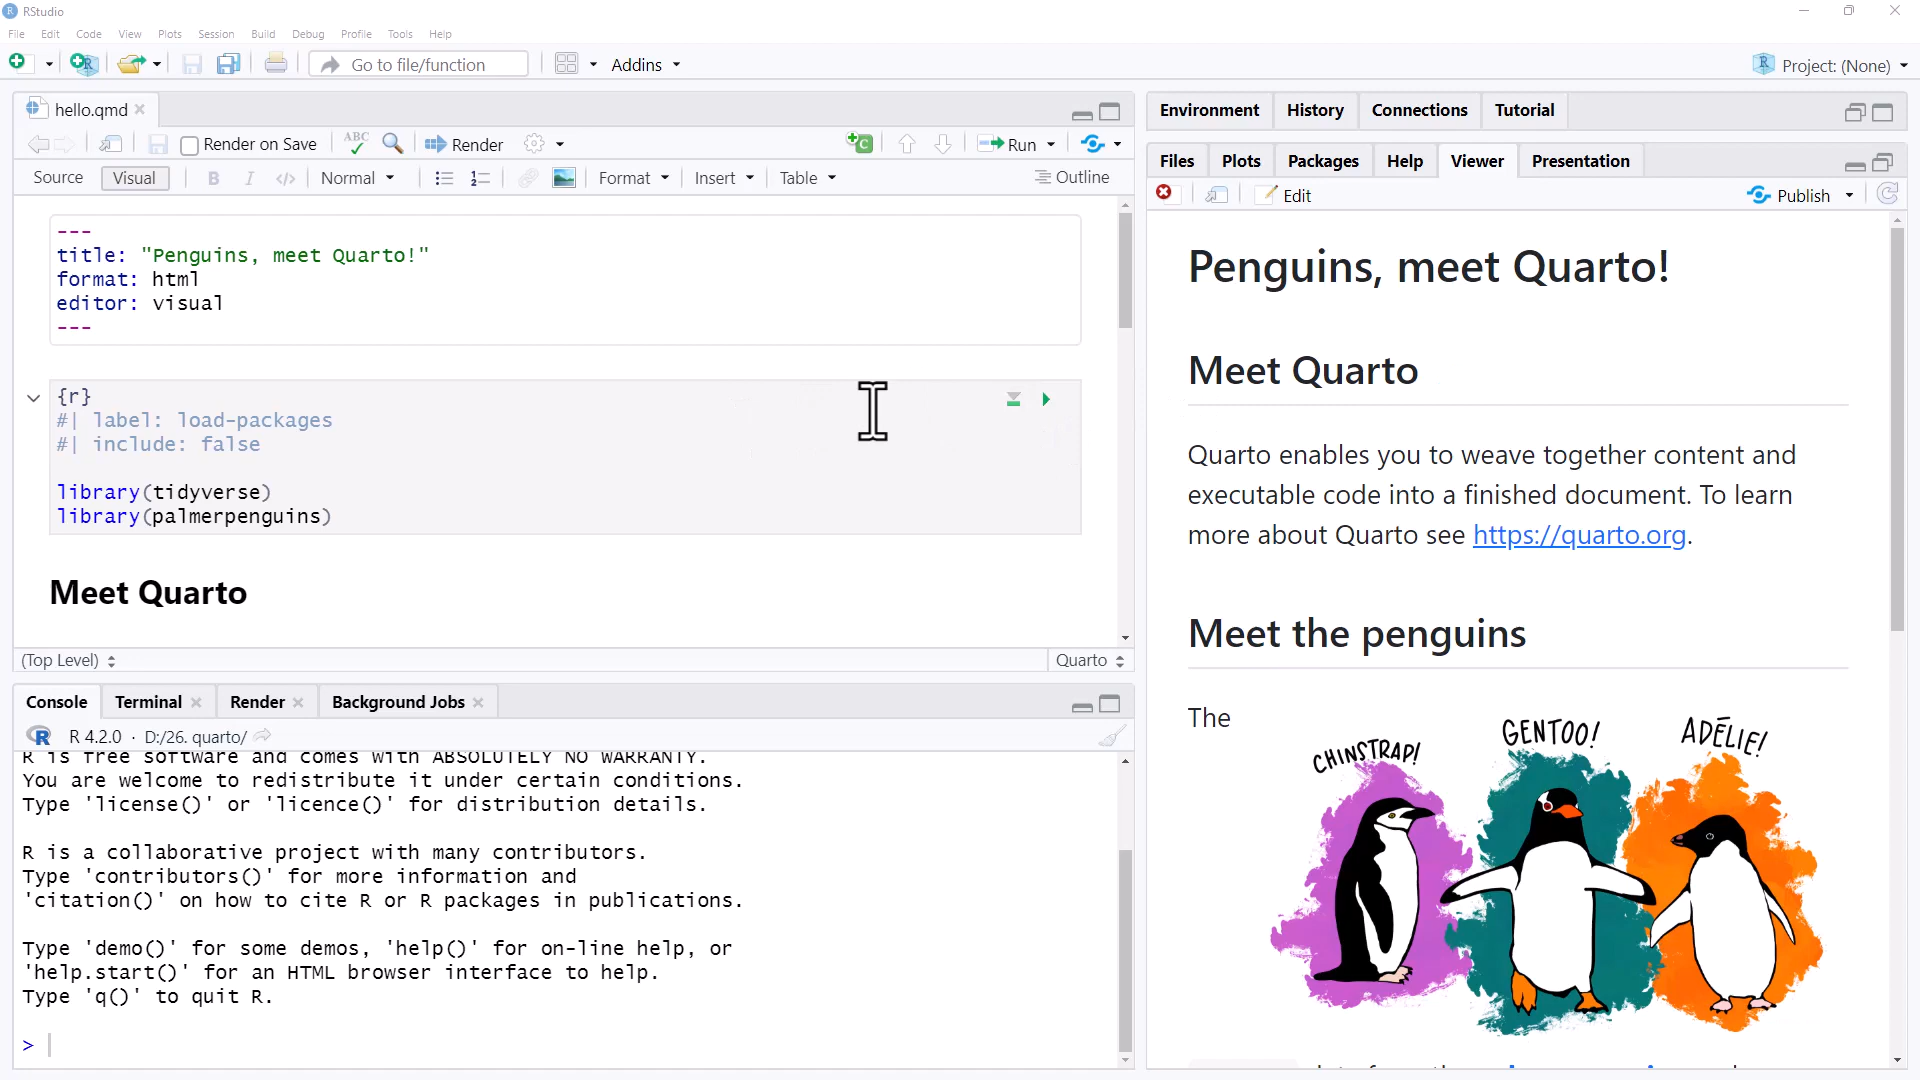 RStudio
File Edit Code View Plots Session Build Debug Profile Tools Help
Go to file/function Addins Project: (None)
hello.qmd
Render on Save ABC Render Run
Source Visual B I </> Normal Format Insert Table Outline
---
title: "Penguins, meet Quarto!"
format: html
editor: visual
---
{r}
#| label: load-packages
#| include: false
library(tidyverse)
library(palmerpenguins)
Meet Quarto
(Top Level) Quarto
Console Terminal Render Background Jobs
R 4.2.0 · D:/26. quarto/
R is free software and comes with ABSOLUTELY NO WARRANTY.
You are welcome to redistribute it under certain conditions.
Type 'license()' or 'licence()' for distribution details.
R is a collaborative project with many contributors.
Type 'contributors()' for more information and
'citation()' on how to cite R or R packages in publications.
Type 'demo()' for some demos, 'help()' for on-line help, or
'help.start()' for an HTML browser interface to help.
Type 'q()' to quit R.
>
Environment History Connections Tutorial
Files Plots Packages Help Viewer Presentation
Edit Publish
Penguins, meet Quarto!
Meet Quarto
Quarto enables you to weave together content and
executable code into a finished document. To learn
more about Quarto see https://quarto.org.
Meet the penguins
The
CHINSTRAP! GENTOO! ADÉLIE!